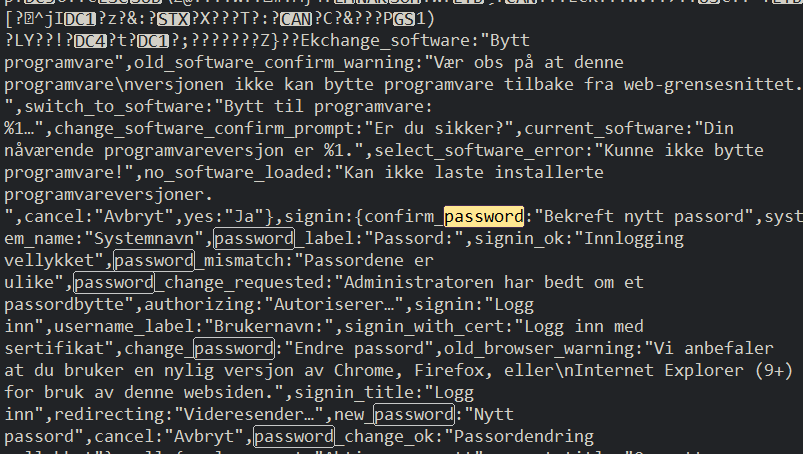 [?^jIDC1?z?&:?STX?X???T?:?CAN?C?&???PGS1)
?LY??!?DC4?t?DC1?;???????Z}??Ekchange_software:"Bytt
programvare",old_software_confirm_warning:"Vær obs på at denne
programvare\nversjonen ikke kan bytte programvare tilbake fra web-grensesnittet.
",switch_to_software:"Bytt til programvare:
%1…",change_software_confirm_prompt:"Er du sikker?",current_software:"Din
nåværende programvareversjon er %1.",select_software_error:"Kunne ikke bytte
programvare!",no_software_loaded:"Kan ikke laste installerte
programvareversjoner.
",cancel:"Avbryt",yes:"Ja"},signin:{confirm_password:"Bekreft nytt passord",syst
em_name:"Systemnavn",password_label:"Passord:",signin_ok:"Innlogging
vellykket",password_mismatch:"Passordene er
ulike",password_change_requested:"Administratoren har bedt om et
passordbytte",authorizing:"Autoriserer…",signin:"Logg
inn",username_label:"Brukernavn:",signin_with_cert:"Logg inn med
sertifikat",change_password:"Endre passord",old_browser_warning:"Vi anbefaler
at du bruker en nylig versjon av Chrome, Firefox, eller\nInternet Explorer (9+)
for bruk av denne websiden.",signin_title:"Logg
inn",redirecting:"Videresender…",new_password:"Nytt
passord",cancel:"Avbryt",password_change_ok:"Passordendring